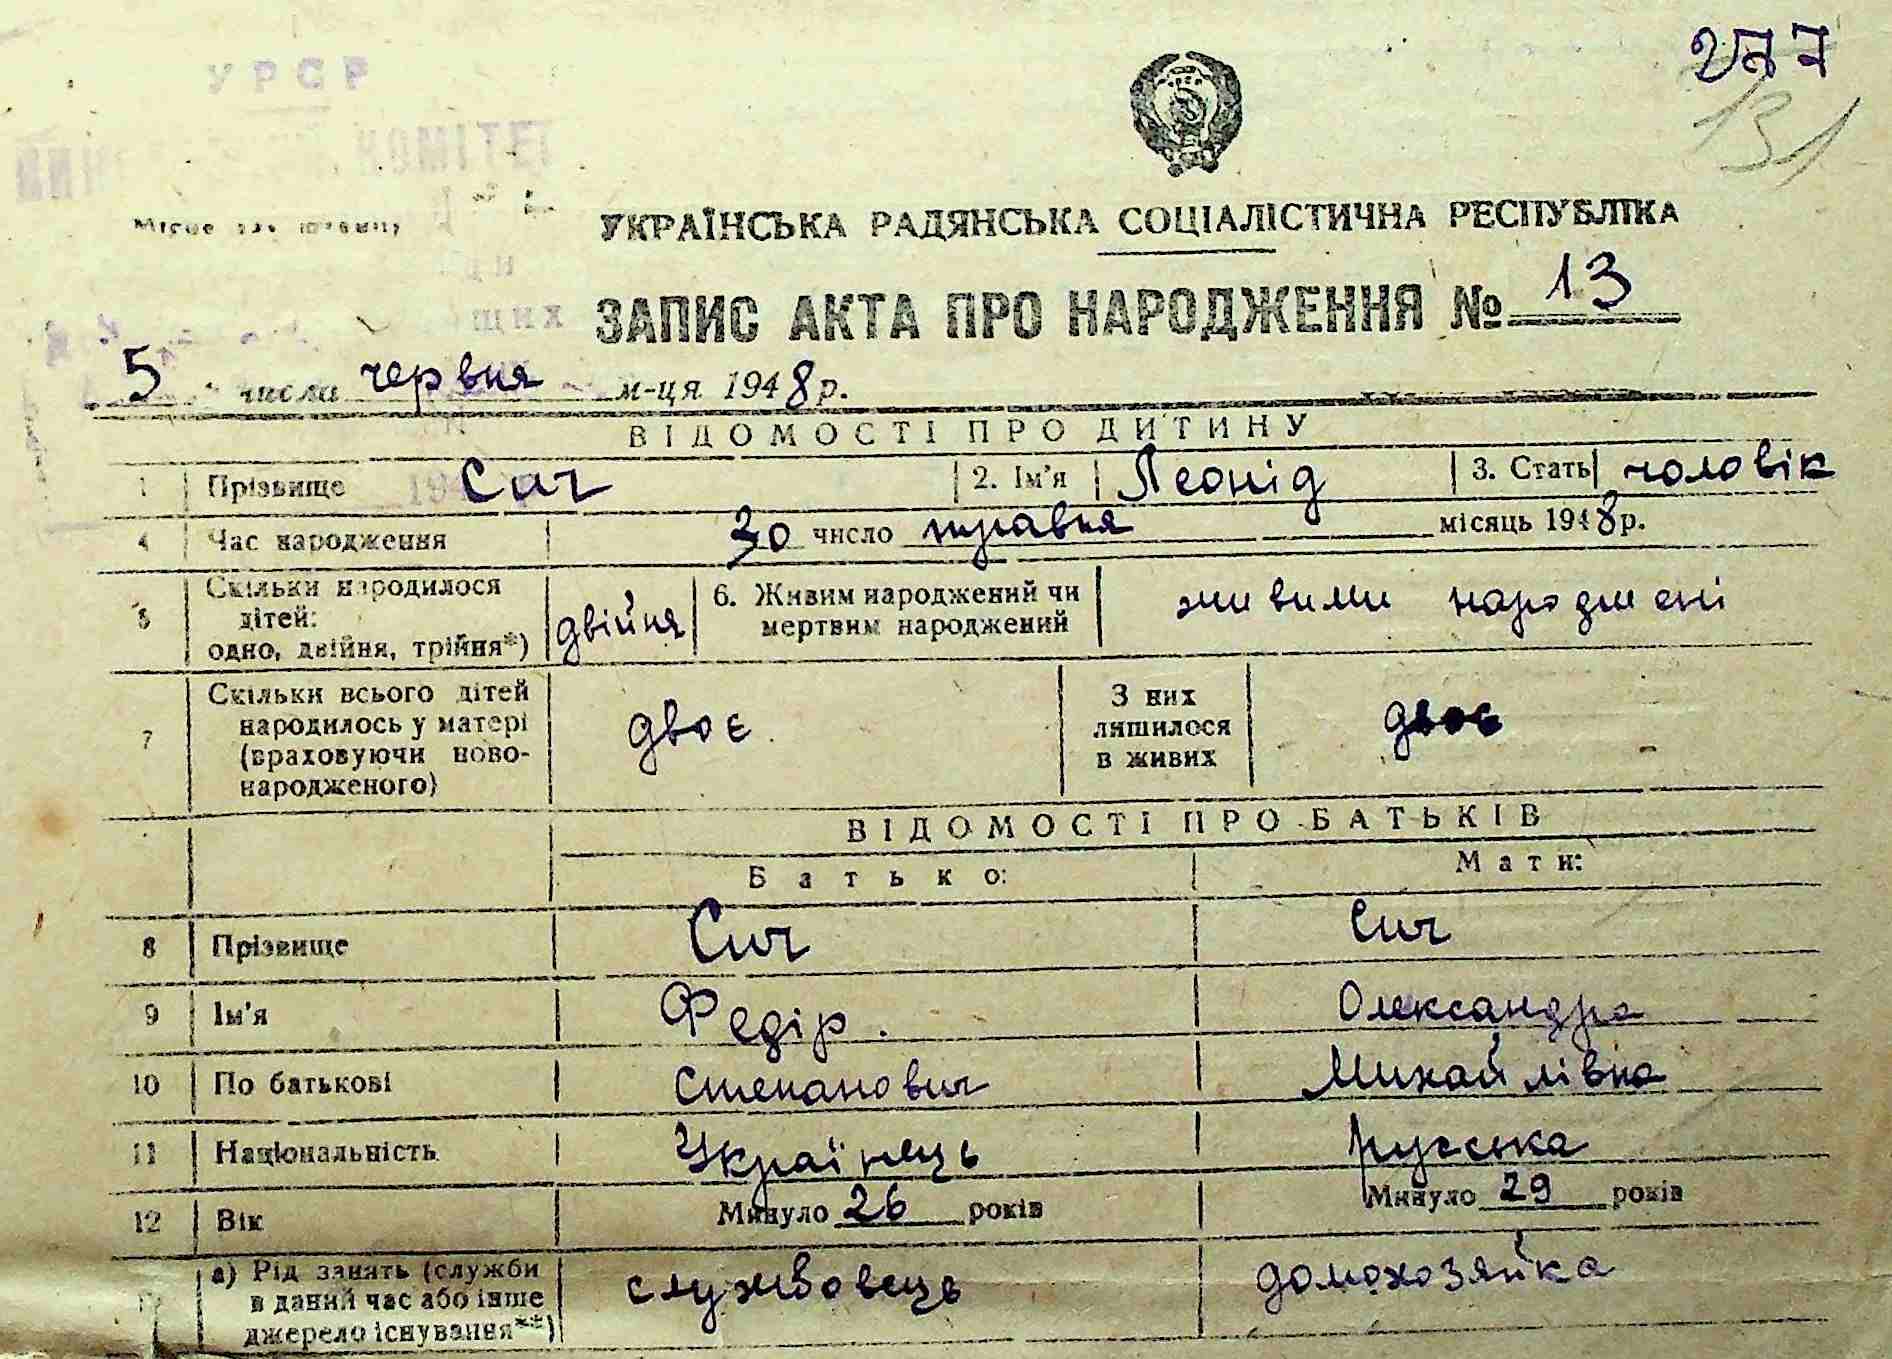 277
131
УРСР
КОМІТЕТ
Місце для штампу
УКРАЇНСЬКА РАДЯНСЬКА СОЦІАЛІСТИЧНА РЕСПУБЛІКА
ЗАПИС АКТА ПРО НАРОДЖЕННЯ № 13
5 числа червня м-ця 1948 р.
ВІДОМОСТІ ПРО ДИТИНУ
1 Прізвище Сич 2. Ім'я Леонід 3. Стать чоловік
4 Час народження 30 число травня місяць 1948 р.
5 Скільки народилося дітей: одно, двійня, трійня*) двійня 6. Живим народжений чи мертвим народжений живими народжені
7 Скільки всього дітей народилось у матері (враховуючи ново-народженого) двоє З них лишилося в живих двоє
ВІДОМОСТІ ПРО БАТЬКІВ
Батько: Мати:
8 Прізвище Сич Сич
9 Ім'я Федір. Олександра
10 По батькові Степанович Михайлівна
11 Національність Українець руська
12 Вік Минуло 26 років Минуло 29 років
а) Рід занять (служби в даний час або інше джерело існування**) службовець домохозяйка